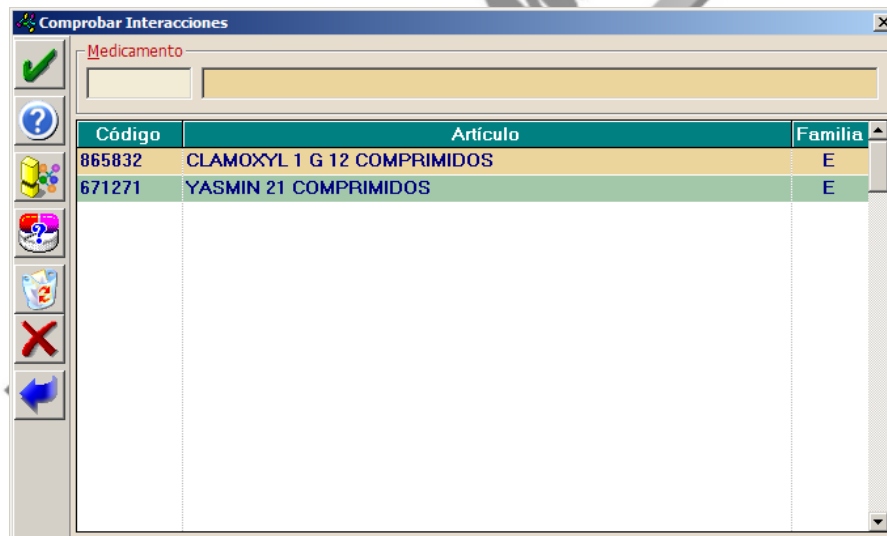 Comprobar Interacciones
Medicamento
Código Artículo Familia
865832 CLAMOXYL 1 G 12 COMPRIMIDOS E
671271 YASMIN 21 COMPRIMIDOS E